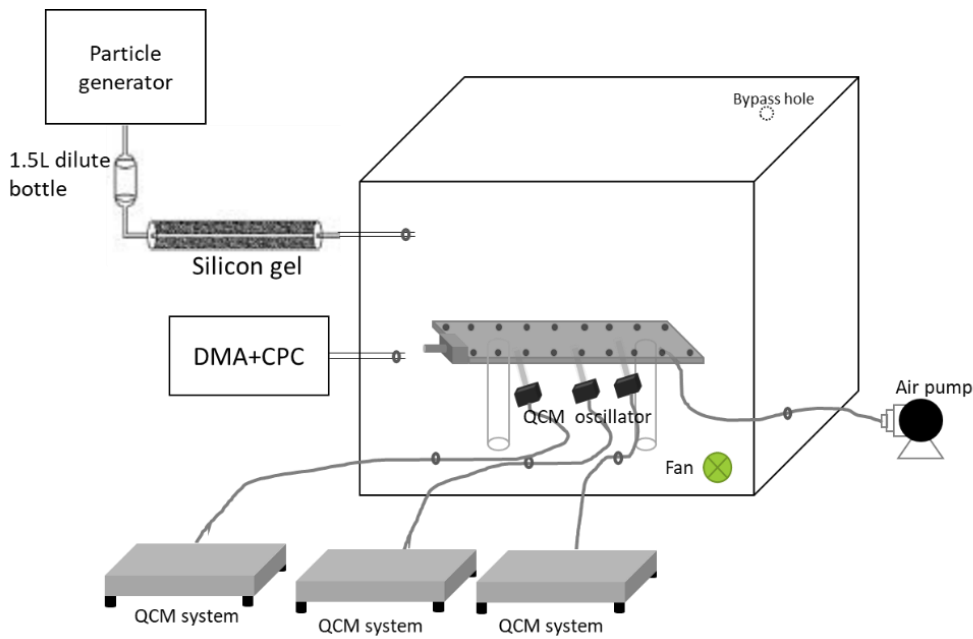 Particle
generator
Bypass hole
1.5L dilute
bottle
Silicon gel
DMA+CPC
Air pump
QCM oscillator
Fan
QCM system
QCM system
QCM system